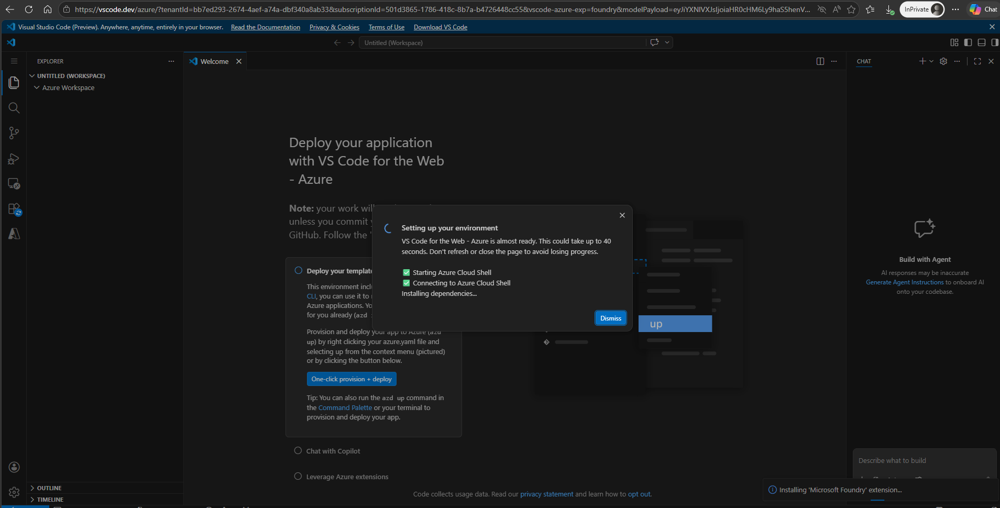 https://vscode.dev/azure/?tenantId=bb7ed293-2674-4aef-a74a-dbf340a8ab33&subscriptionId=501d3865-1786-418c-8b7a-b4726448cc55&vscode-azure-exp=foundry&modelPayload=eyJiYXNlVXJsIjoiaHR0cHM6Ly9haS5henV...
InPrivate
Chat
Visual Studio Code (Preview). Anywhere, anytime, entirely in your browser. Read the Documentation Privacy & Cookies Terms of Use Download VS Code
Untitled (Workspace)
EXPLORER
UNTITLED (WORKSPACE)
Azure Workspace
OUTLINE
TIMELINE
Welcome
Deploy your application
with VS Code for the Web
- Azure
Note: your work will
unless you commit
GitHub. Follow the
Deploy your template
This environment
CLI, you can use it to
Azure applications.
for you already (azd
Provision and deploy your app to Azure (azd
up) by right clicking your azure.yaml file and
selecting up from the context menu (pictured)
or by clicking the button below.
One-click provision + deploy
Tip: You can also run the azd up command in
the Command Palette or your terminal to
provision and deploy your app.
Chat with Copilot
Leverage Azure extensions
up
Code collects usage data. Read our privacy statement and learn how to opt out.
Setting up your environment
VS Code for the Web - Azure is almost ready. This could take up to 40
seconds. Don't refresh or close the page to avoid losing progress.
✅ Starting Azure Cloud Shell
✅ Connecting to Azure Cloud Shell
Installing dependencies...
Dismiss
CHAT
Build with Agent
AI responses may be inaccurate
Generate Agent Instructions to onboard AI
onto your codebase.
Describe what to build
Installing 'Microsoft Foundry' extension...